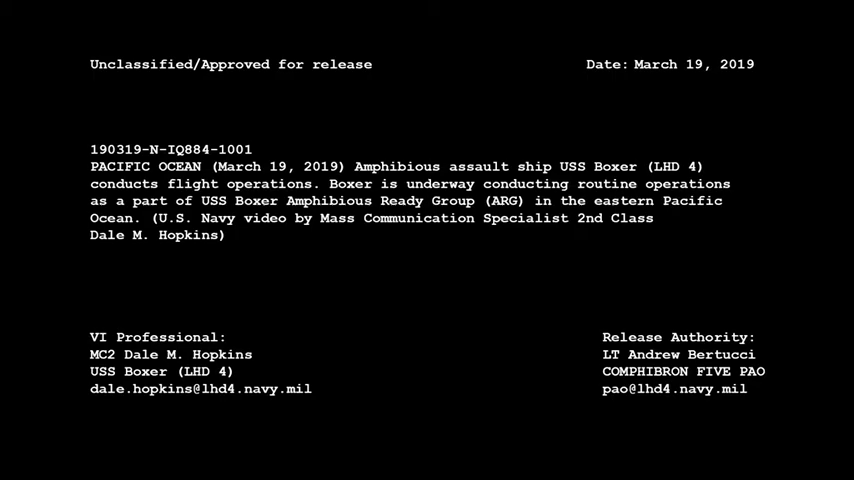 Unclassified/Approved for release
Date: March 19, 2019
190319-N-IQ884-1001
PACIFIC OCEAN (March 19, 2019) Amphibious assault ship USS Boxer (LHD 4)
conducts flight operations. Boxer is underway conducting routine operations
as a part of USS Boxer Amphibious Ready Group (ARG) in the eastern Pacific
Ocean. (U.S. Navy video by Mass Communication Specialist 2nd Class
Dale M. Hopkins)
VI Professional:
MC2 Dale M. Hopkins
USS Boxer (LHD 4)
dale.hopkins@lhd4.navy.mil
Release Authority:
LT Andrew Bertucci
COMPHIBRON FIVE PAO
pao@lhd4.navy.mil